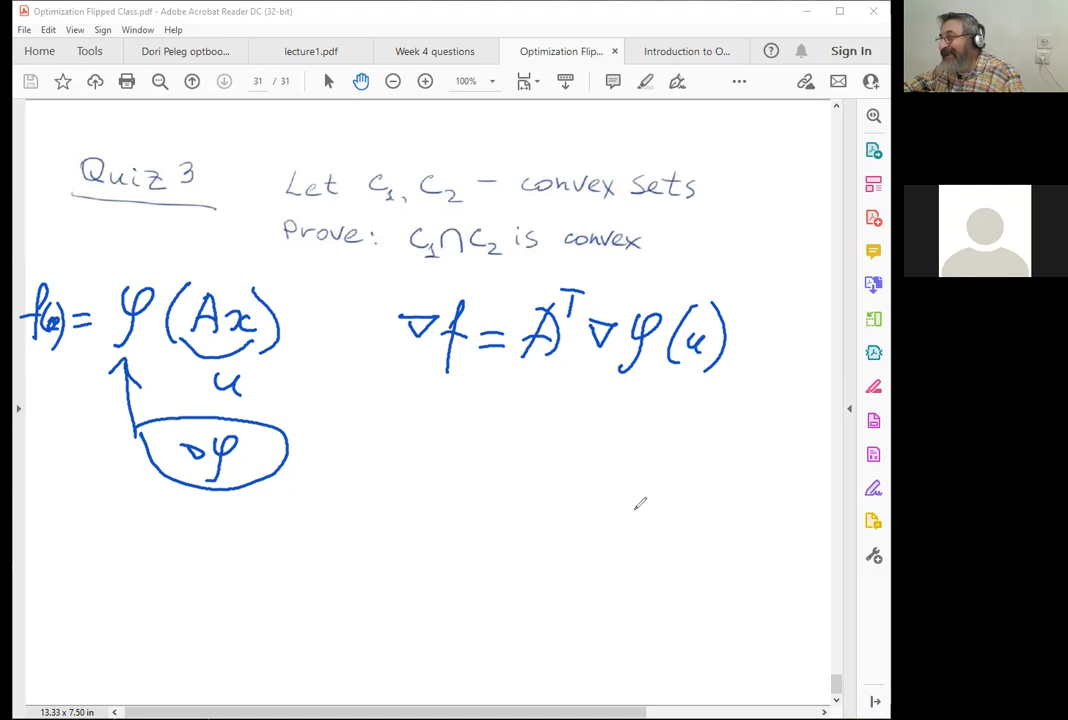 Optimization Flipped Class.pdf - Adobe Acrobat Reader DC (32-bit)
File Edit View Sign Window Help
Home Tools Dori Peleg optboo... lecture1.pdf Week 4 questions Optimization Flip... × Introduction to O... Sign In
31 / 31 100%
Quiz 3 Let C₁, C₂ – convex sets
Prove: C₁∩C₂ is convex
f(x) = φ(Ax) ∇f = Aᵀ∇φ(u)
u
∇φ
13.33 x 7.50 in